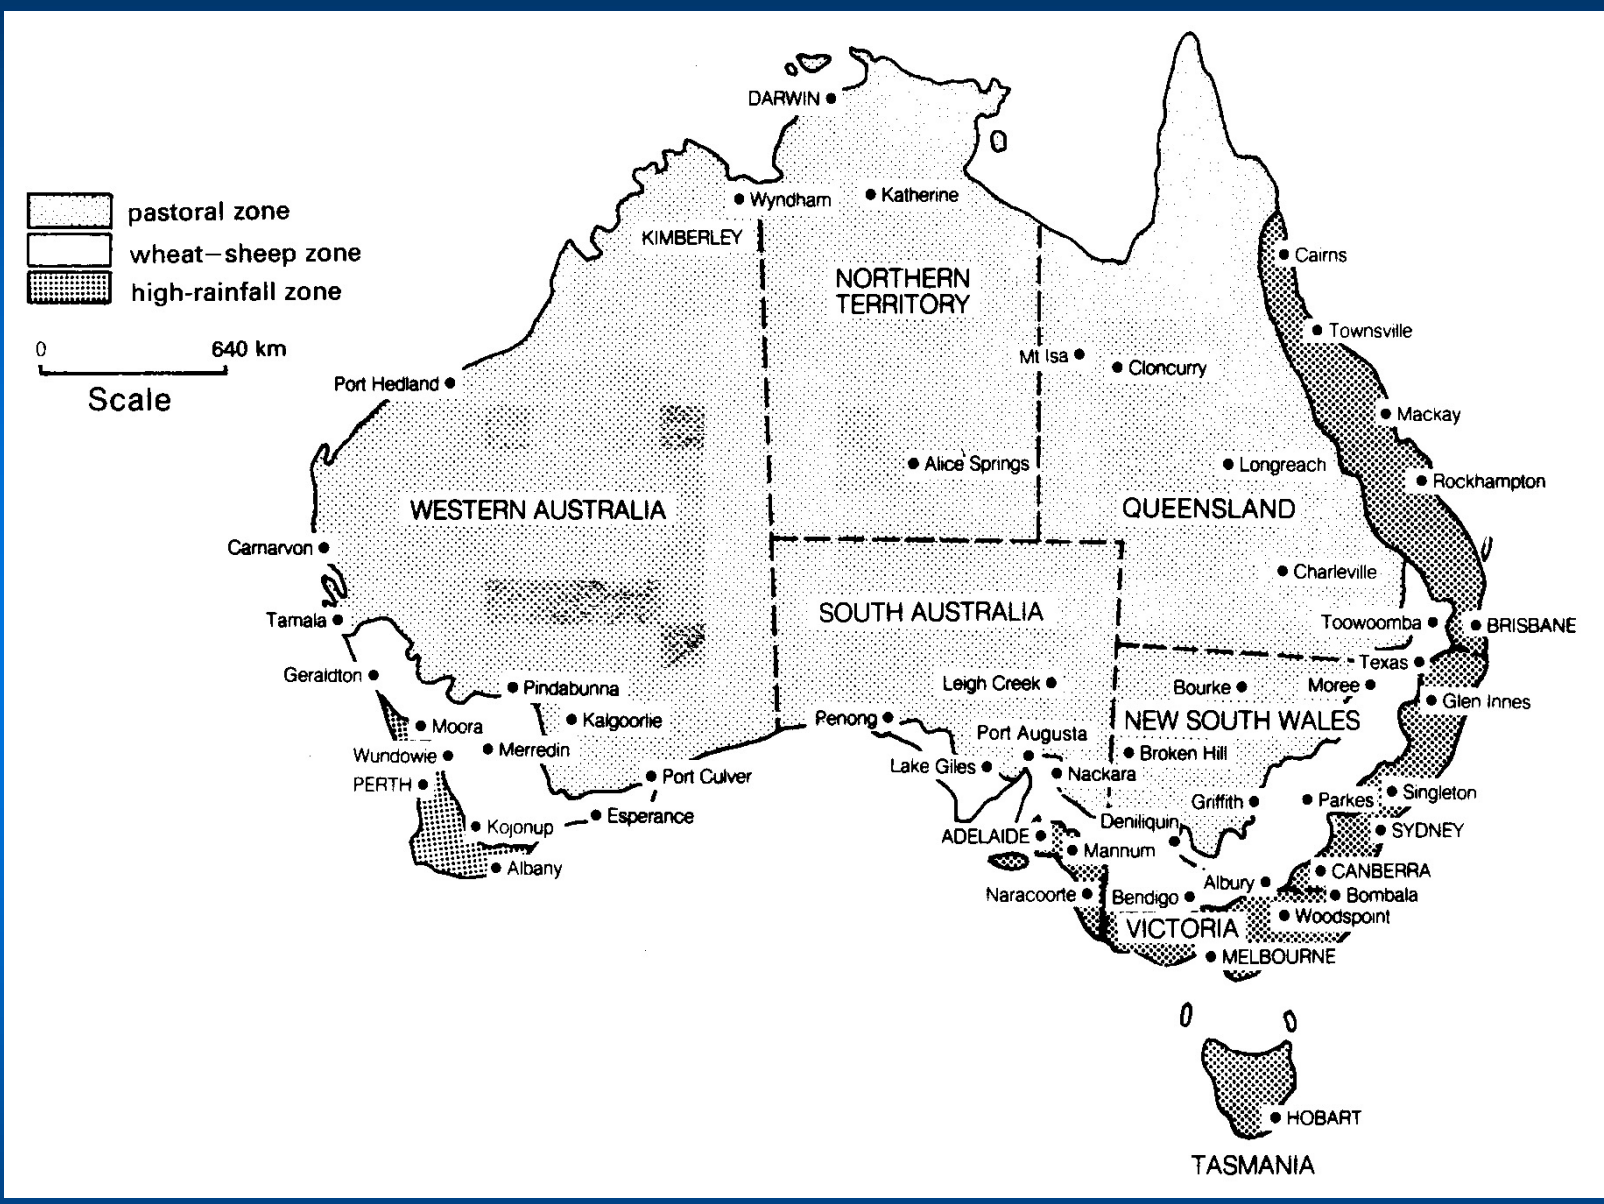 DARWIN
Wyndham
Katherine
KIMBERLEY
pastoral zone
wheat–sheep zone
high-rainfall zone
0 640 km
Scale
NORTHERN
TERRITORY
Cairns
Townsville
Mt Isa
Cloncurry
Port Hedland
Mackay
Alice Springs
Longreach
Rockhampton
WESTERN AUSTRALIA
QUEENSLAND
Carnarvon
Charleville
SOUTH AUSTRALIA
Tamala
Toowoomba
BRISBANE
Texas
Geraldton
Pindabunna
Leigh Creek
Bourke
Moree
Glen Innes
Moora
Kalgoorlie
Penong
NEW SOUTH WALES
Port Augusta
Wundowie
Merredin
Broken Hill
Lake Giles
Nackara
PERTH
Port Culver
Griffith
Parkes
Singleton
Esperance
Kojonup
Deniliquin
ADELAIDE
SYDNEY
Mannum
Albany
CANBERRA
Albury
Naracoorte
Bendigo
Bombala
Woodspoint
VICTORIA
MELBOURNE
HOBART
TASMANIA